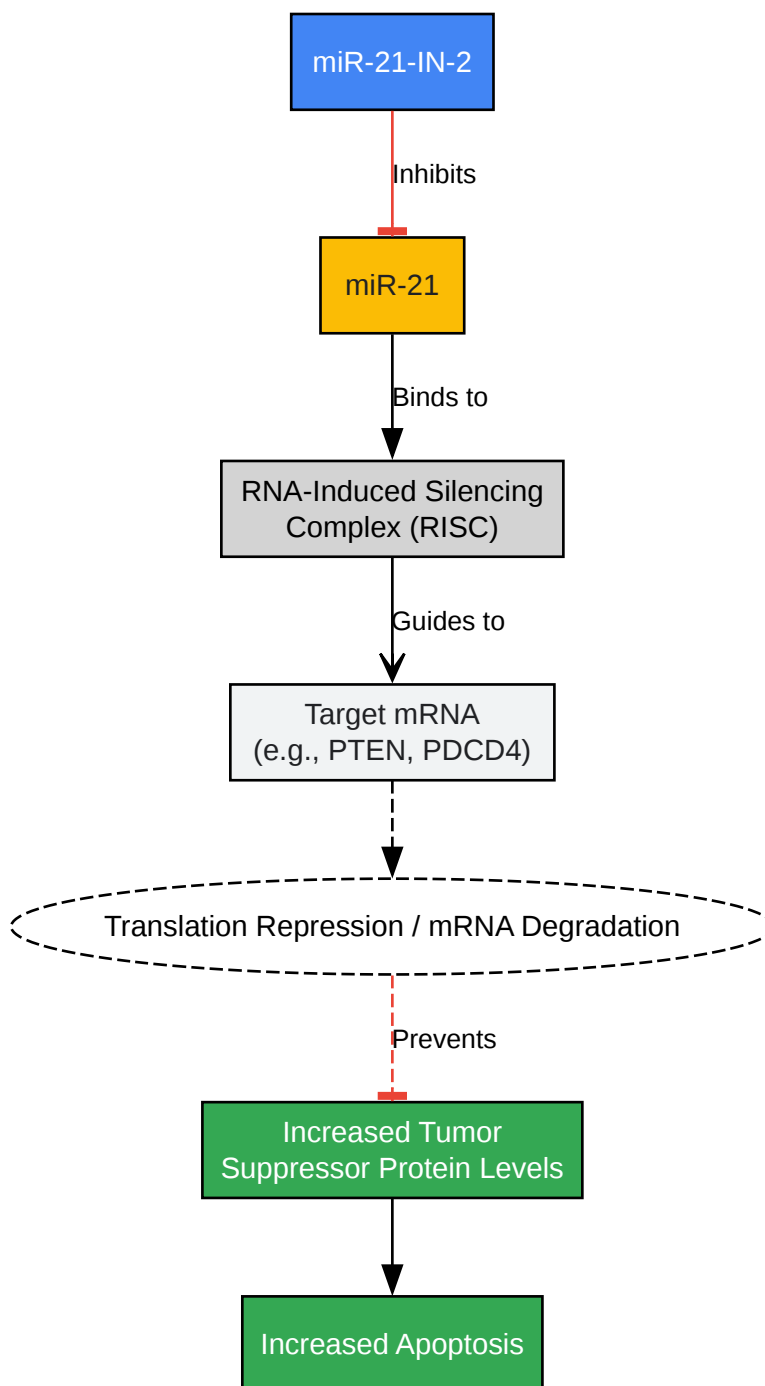 miR-21-IN-2
Inhibits
miR-21
Binds to
RNA-Induced Silencing
Complex (RISC)
Guides to
Target mRNA
(e.g., PTEN, PDCD4)
Translation Repression / mRNA Degradation
Prevents
Increased Tumor
Suppressor Protein Levels
Increased Apoptosis